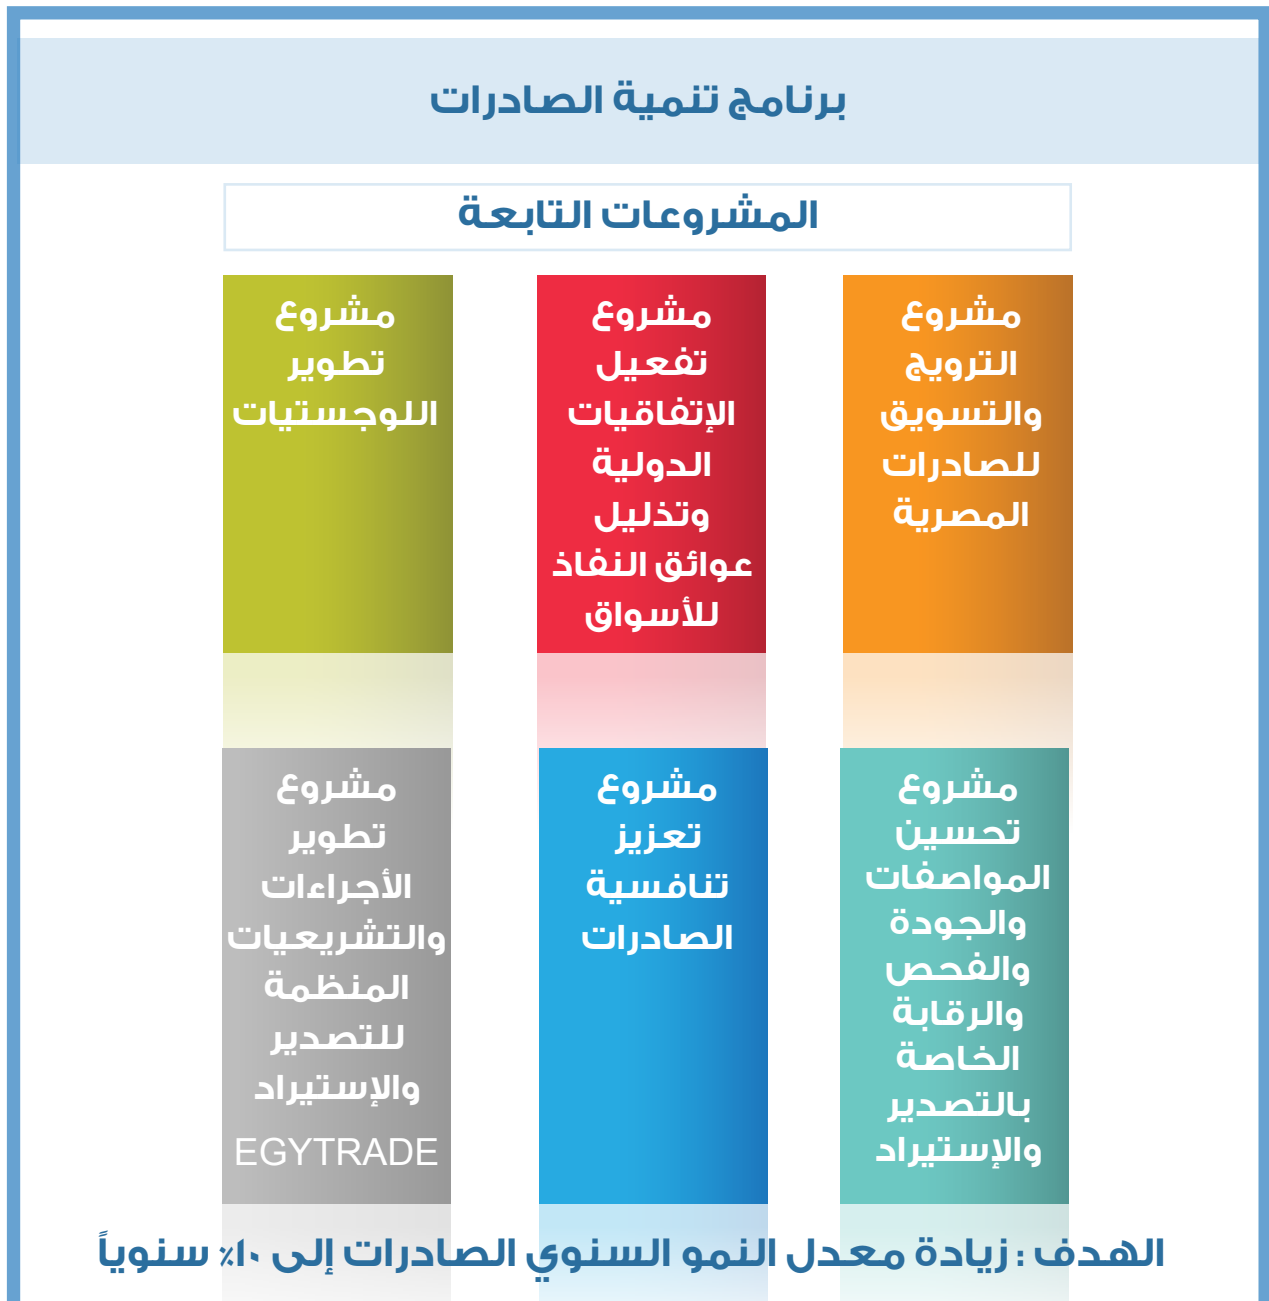 برنامج تنمية الصادرات
المشروعات التابعة
مشروع
الترويج
والتسويق
للصادرات
المصرية
مشروع
تفعيل
الإتفاقيات
الدولية
وتذليل
عوائق النفاذ
للأسواق
مشروع
تطوير
اللوجستيات
مشروع
تحسين
المواصفات
والجودة
والفحص
والرقابة
الخاصة
بالتصدير
والإستيراد
مشروع
تعزيز
تنافسية
الصادرات
مشروع
تطوير
الأجراءات
والتشريعيات
المنظمة
للتصدير
والإستيراد
EGYTRADE
الهدف : زيادة معدل النمو السنوي الصادرات إلى ١٠٪ سنوياً